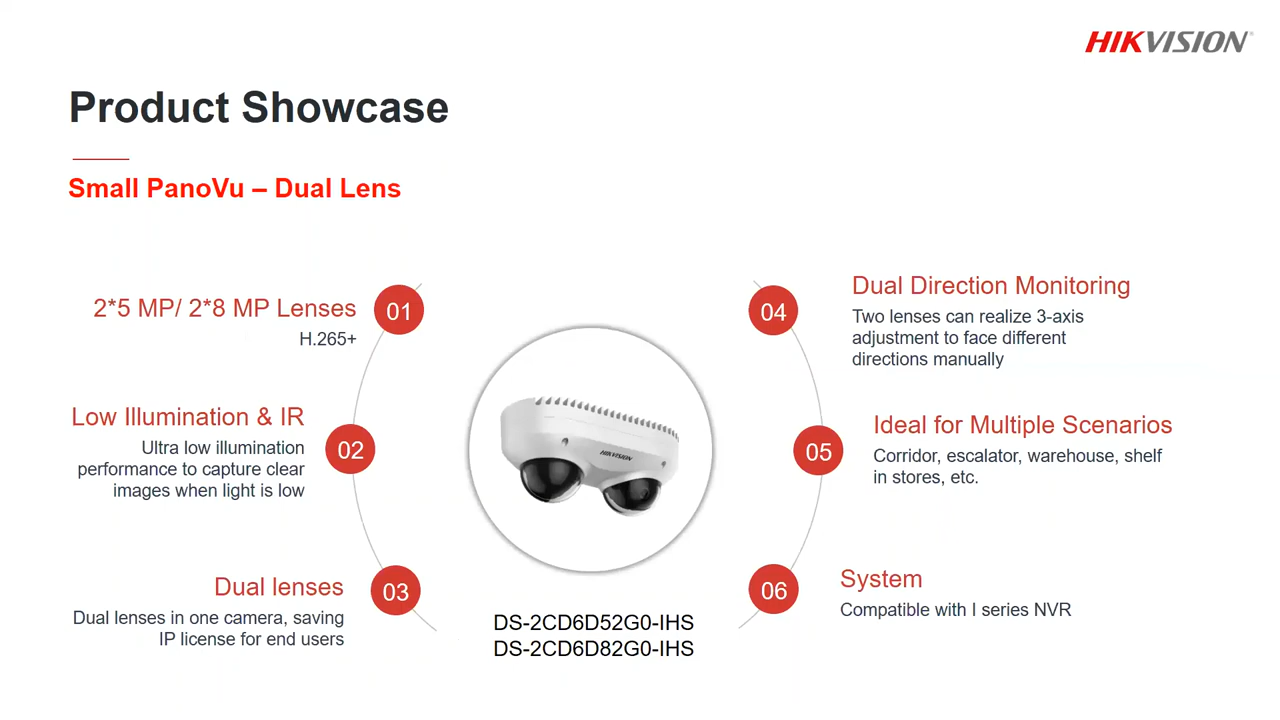 HIKVISION
Product Showcase
Small PanoVu – Dual Lens
2*5 MP/ 2*8 MP Lenses
H.265+
01
Low Illumination & IR
Ultra low illumination
performance to capture clear
images when light is low
02
Dual lenses
Dual lenses in one camera, saving
IP license for end users
03
HIKVISION
DS-2CD6D52G0-IHS
DS-2CD6D82G0-IHS
04
Dual Direction Monitoring
Two lenses can realize 3-axis
adjustment to face different
directions manually
05
Ideal for Multiple Scenarios
Corridor, escalator, warehouse, shelf
in stores, etc.
06
System
Compatible with I series NVR